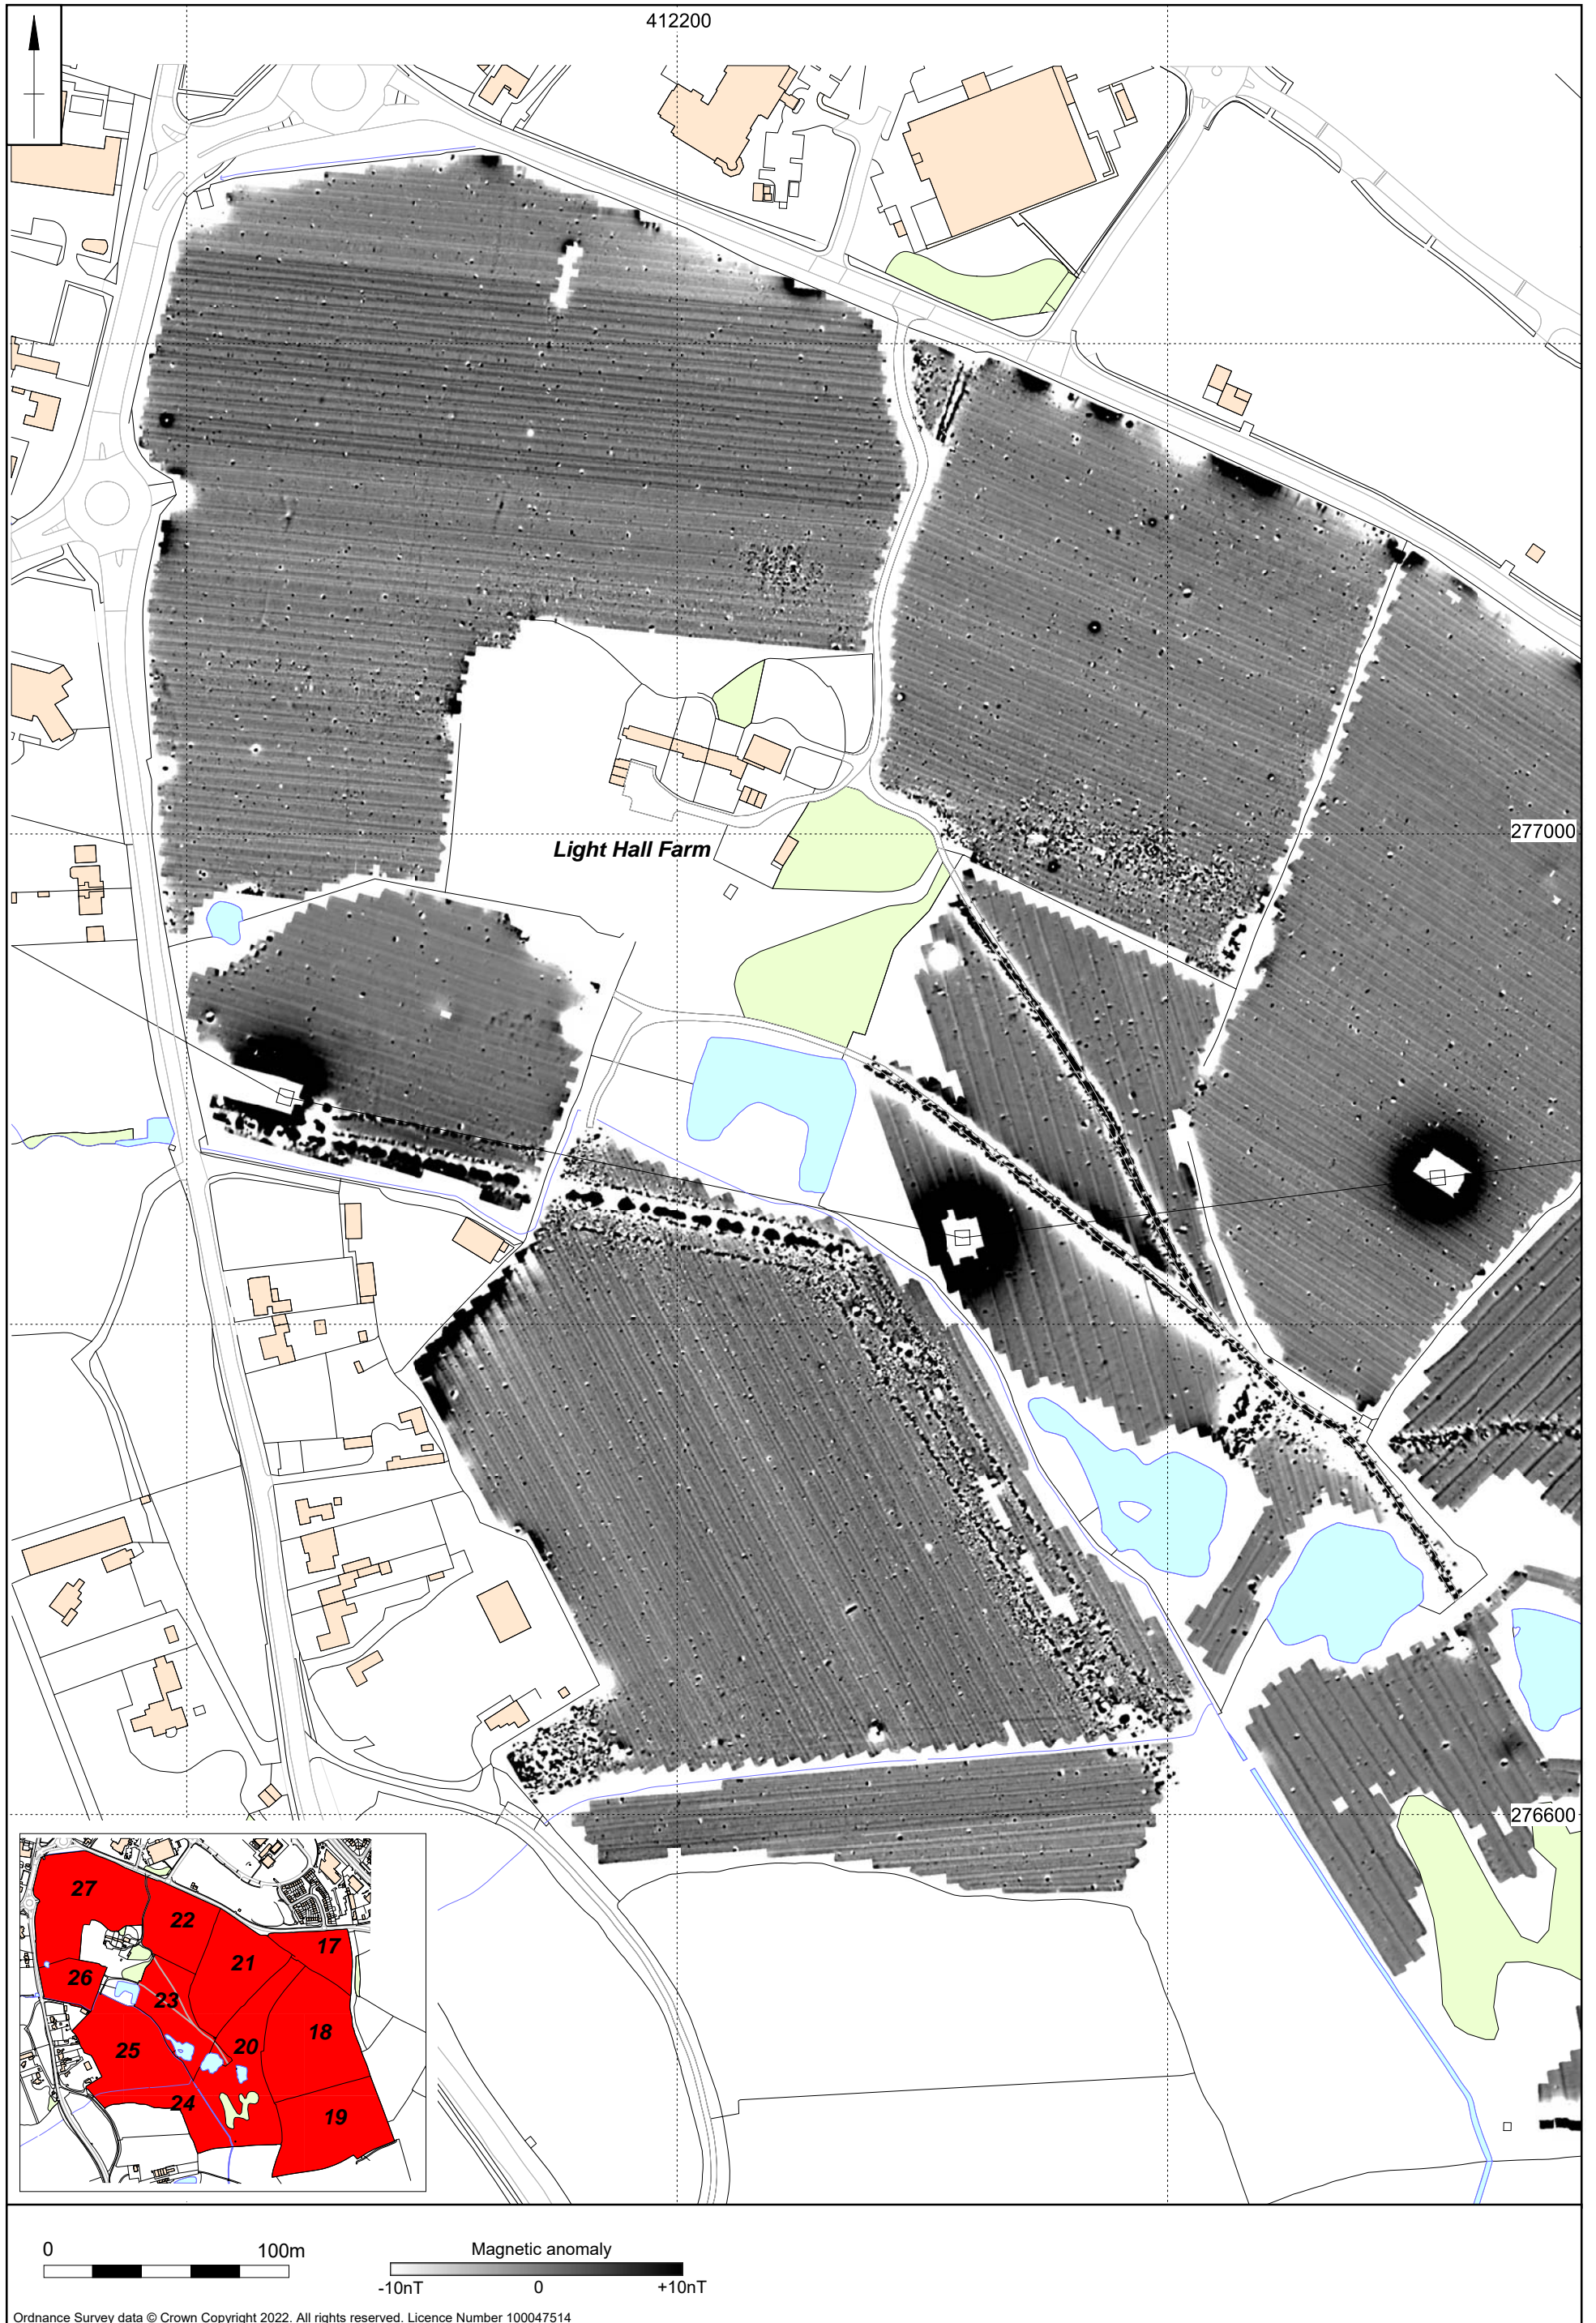 412200
277000
Light Hall Farm
276600
27
22
17
21
26
23
18
20
25
24
19
0
100m
Magnetic anomaly
-10nT
0
+10nT
Ordnance Survey data © Crown Copyright 2022. All rights reserved. Licence Number 100047514